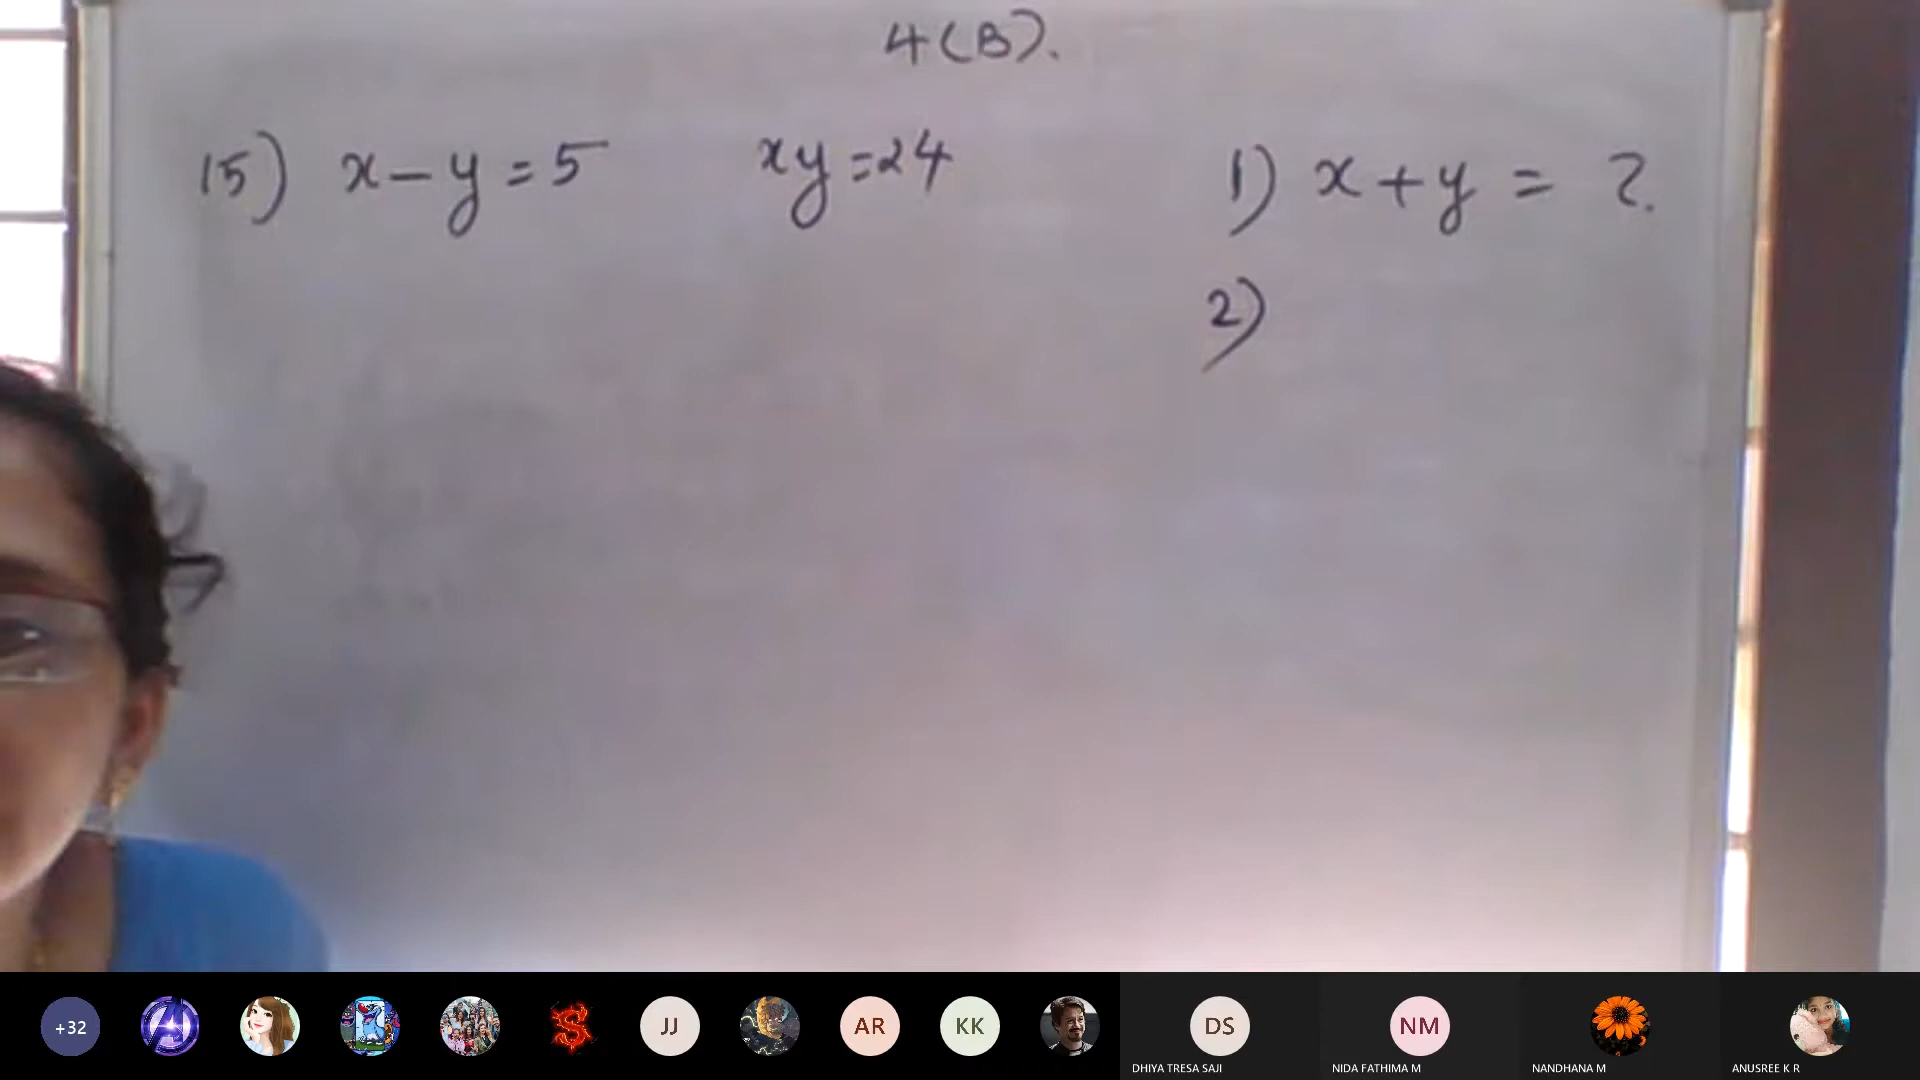 4(B).
15) x - y = 5 xy = 24 1) x + y = ?
2)
+32 JJ AR KK DS NM
DHIYA TRESA SAJI NIDA FATHIMA M NANDHANA M ANUSREE K R